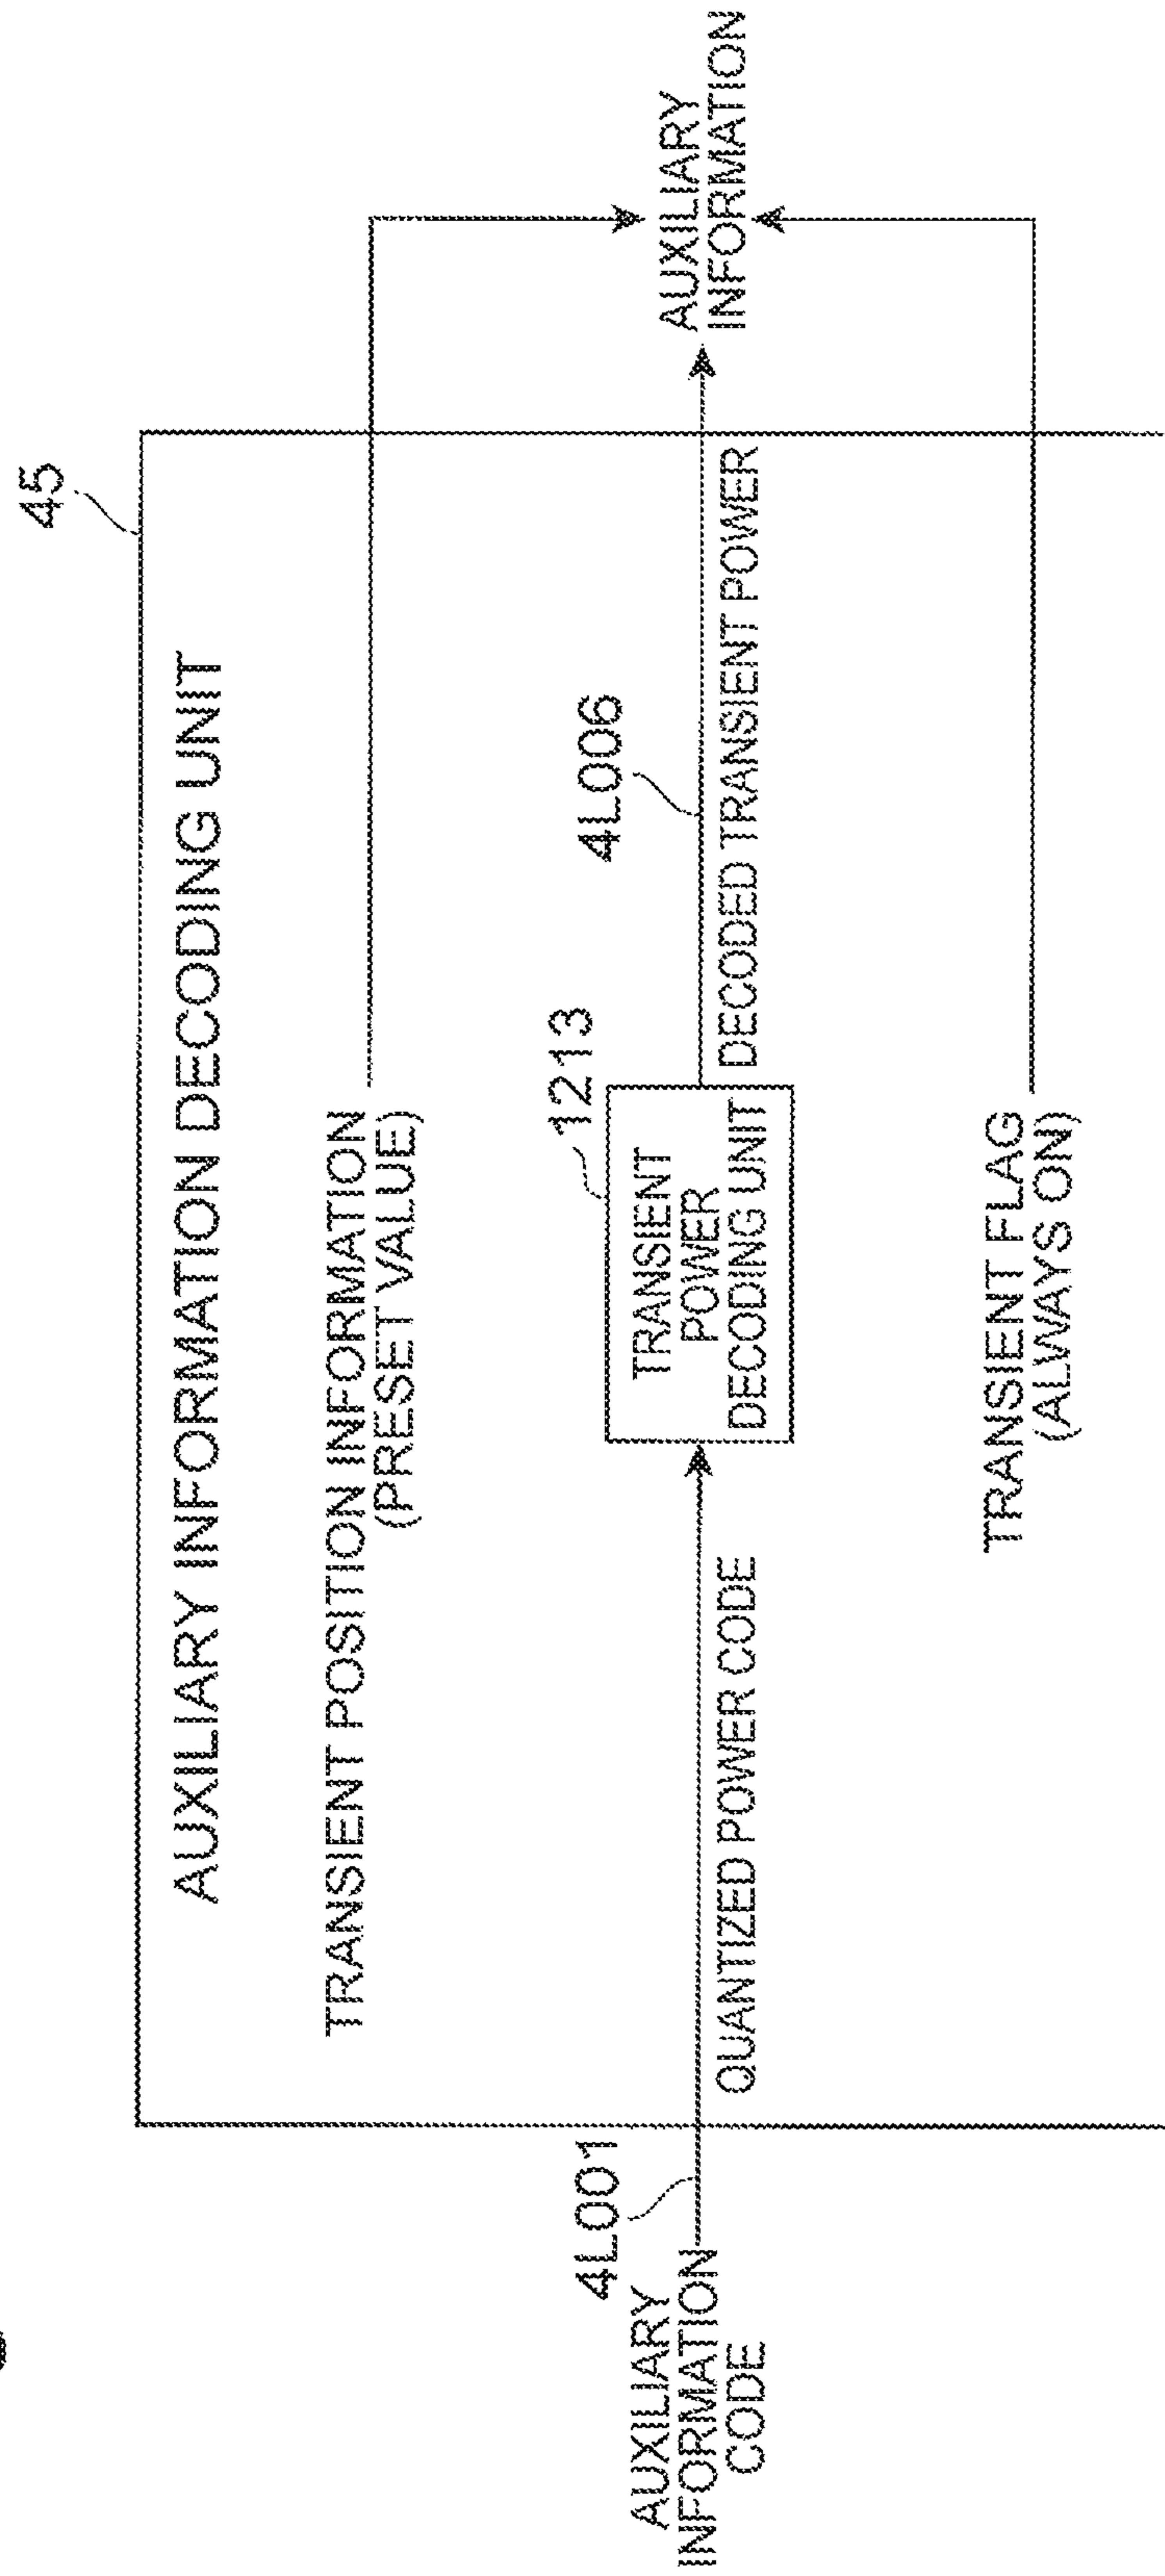 45
AUXILIARY INFORMATION DECODING UNIT
TRANSIENT POSITION INFORMATION
(PRESET VALUE)
4L001
AUXILIARY
INFORMATION
CODE
QUANTIZED POWER CODE
1213
TRANSIENT
POWER
DECODING UNIT
4L006
DECODED TRANSIENT POWER
AUXILIARY
INFORMATION
TRANSIENT FLAG
(ALWAYS ON)